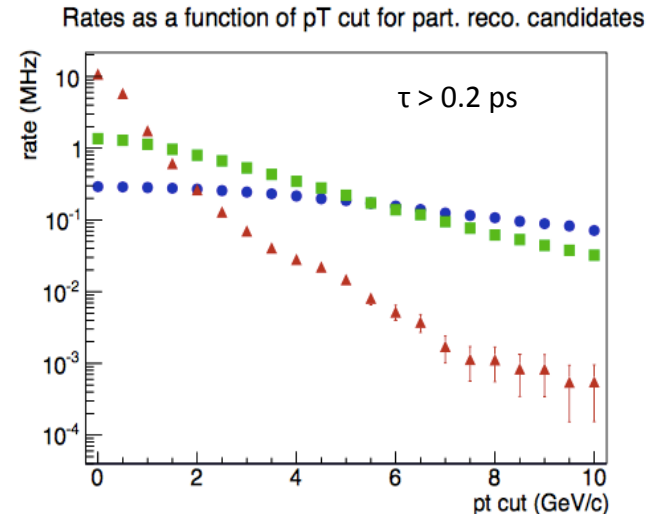 Rates as a function of pT cut for part. reco. candidates
rate (MHz)
τ > 0.2 ps
10
1
10⁻¹
10⁻²
10⁻³
10⁻⁴
0 2 4 6 8 10
pt cut (GeV/c)